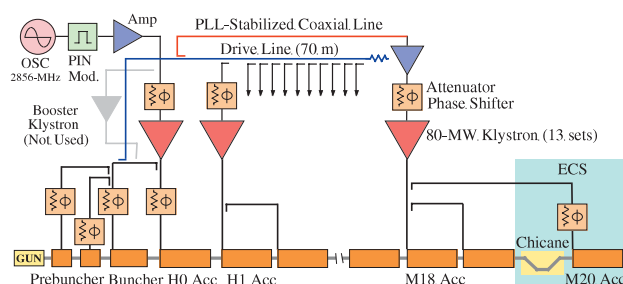 PLL-Stabilized Coaxial Line
Amp
Drive Line (70 m)
OSC
2856-MHz
PIN
Mod.
Attenuator
Phase Shifter
Booster
Klystron
(Not Used)
Φ
Φ
Φ
80-MW Klystron (13 sets)
ECS
Φ
Φ
Φ
Φ
Φ
Chicane
GUN
Prebuncher Buncher H0 Acc H1 Acc M18 Acc M20 Acc